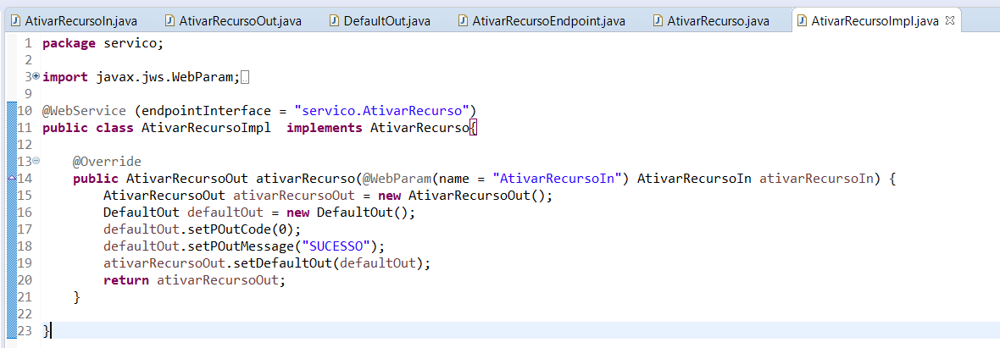 AtivarRecursoIn.java AtivarRecursoOut.java DefaultOut.java AtivarRecursoEndpoint.java AtivarRecurso.java AtivarRecursoImpl.java
1 package servico;
2
3 import javax.jws.WebParam;
9
10 @WebService (endpointInterface = "servico.AtivarRecurso")
11 public class AtivarRecursoImpl  implements AtivarRecurso{
12
13     @Override
14     public AtivarRecursoOut ativarRecurso(@WebParam(name = "AtivarRecursoIn") AtivarRecursoIn ativarRecursoIn) {
15         AtivarRecursoOut ativarRecursoOut = new AtivarRecursoOut();
16         DefaultOut defaultOut = new DefaultOut();
17         defaultOut.setPOutCode(0);
18         defaultOut.setPOutMessage("SUCESSO");
19         ativarRecursoOut.setDefaultOut(defaultOut);
20         return ativarRecursoOut;
21     }
22
23 }